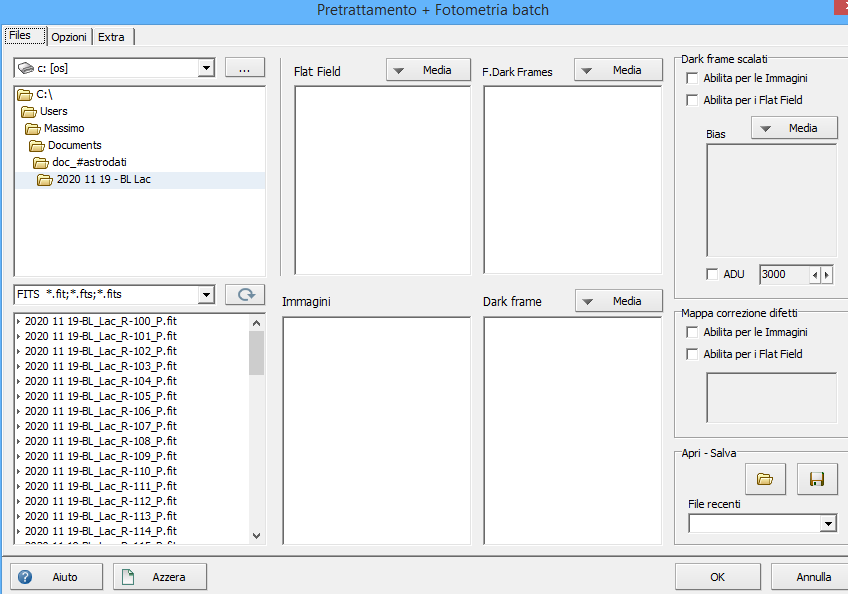 Pretrattamento + Fotometria batch
Files
Opzioni
Extra
c: [os]
...
C:\
Users
Massimo
Documents
doc_#astrodati
2020 11 19 - BL Lac
FITS *.fit;*.fts;*.fits
2020 11 19-BL_Lac_R-100_P.fit
2020 11 19-BL_Lac_R-101_P.fit
2020 11 19-BL_Lac_R-102_P.fit
2020 11 19-BL_Lac_R-103_P.fit
2020 11 19-BL_Lac_R-104_P.fit
2020 11 19-BL_Lac_R-105_P.fit
2020 11 19-BL_Lac_R-106_P.fit
2020 11 19-BL_Lac_R-107_P.fit
2020 11 19-BL_Lac_R-108_P.fit
2020 11 19-BL_Lac_R-109_P.fit
2020 11 19-BL_Lac_R-110_P.fit
2020 11 19-BL_Lac_R-111_P.fit
2020 11 19-BL_Lac_R-112_P.fit
2020 11 19-BL_Lac_R-113_P.fit
2020 11 19-BL_Lac_R-114_P.fit
Flat Field
Media
F.Dark Frames
Media
Immagini
Dark frame
Media
Dark frame scalati
Abilita per le Immagini
Abilita per i Flat Field
Bias
Media
ADU
3000
Mappa correzione difetti
Abilita per le Immagini
Abilita per i Flat Field
Apri - Salva
File recenti
Aiuto
Azzera
OK
Annulla